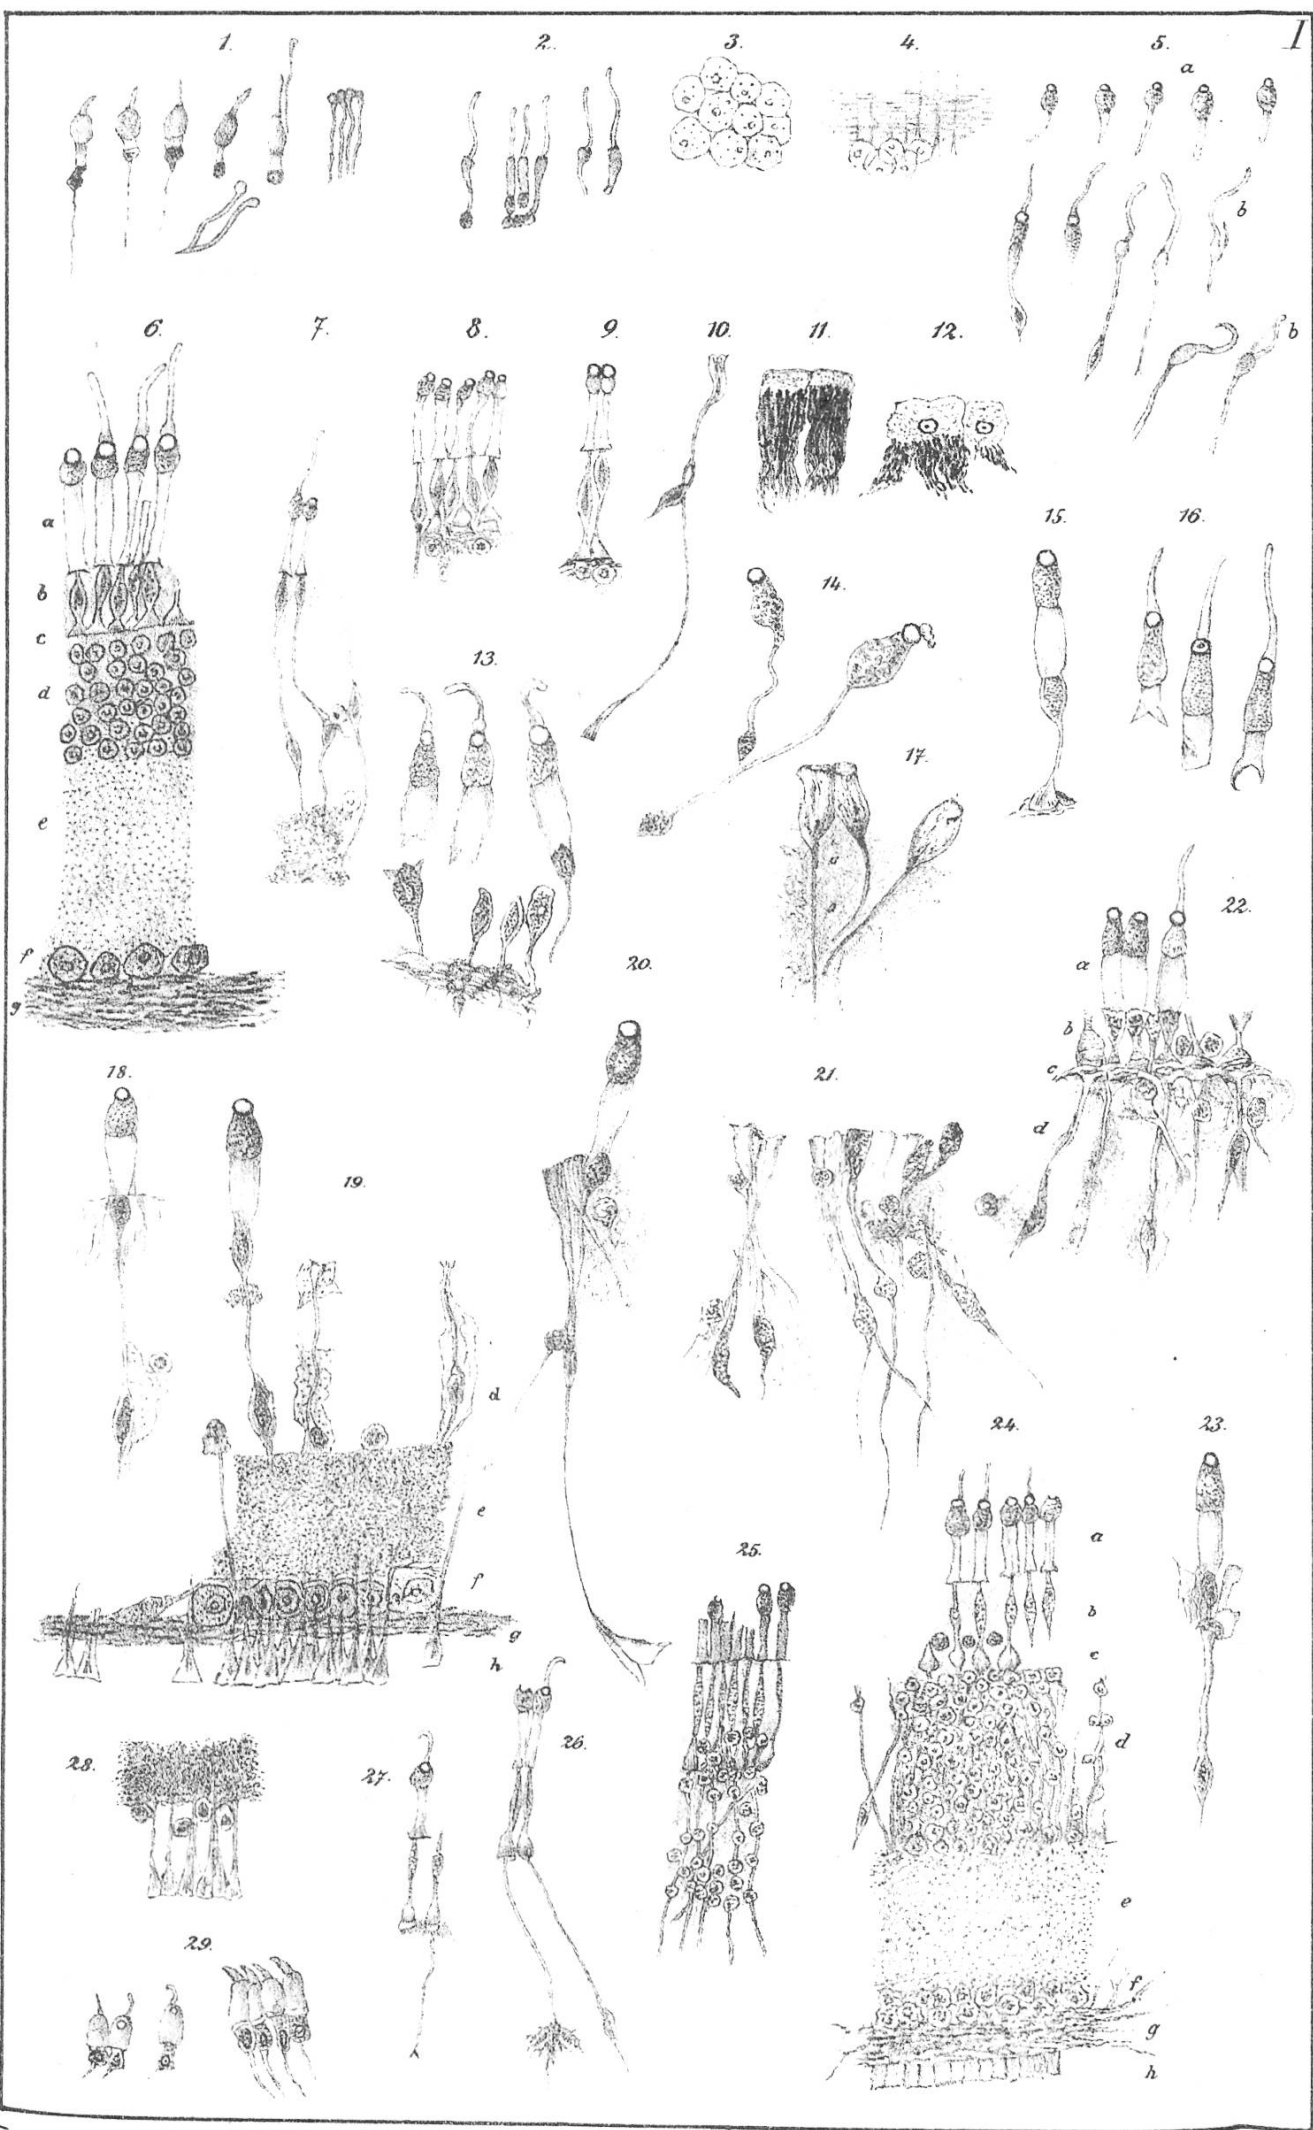 I
1. 2. 3. 4. 5.
a
b
6. 7. 8. 9. 10. 11. 12. b
a
b
c
d
e
f
g
13. 14. 15. 16.
17.
18. 19. 20. 21. 22.
a
b
c
d
d
e
f
g
h
23. 24. 25.
a
b
c
d
e
f
g
h
26. 27. 28.
29.